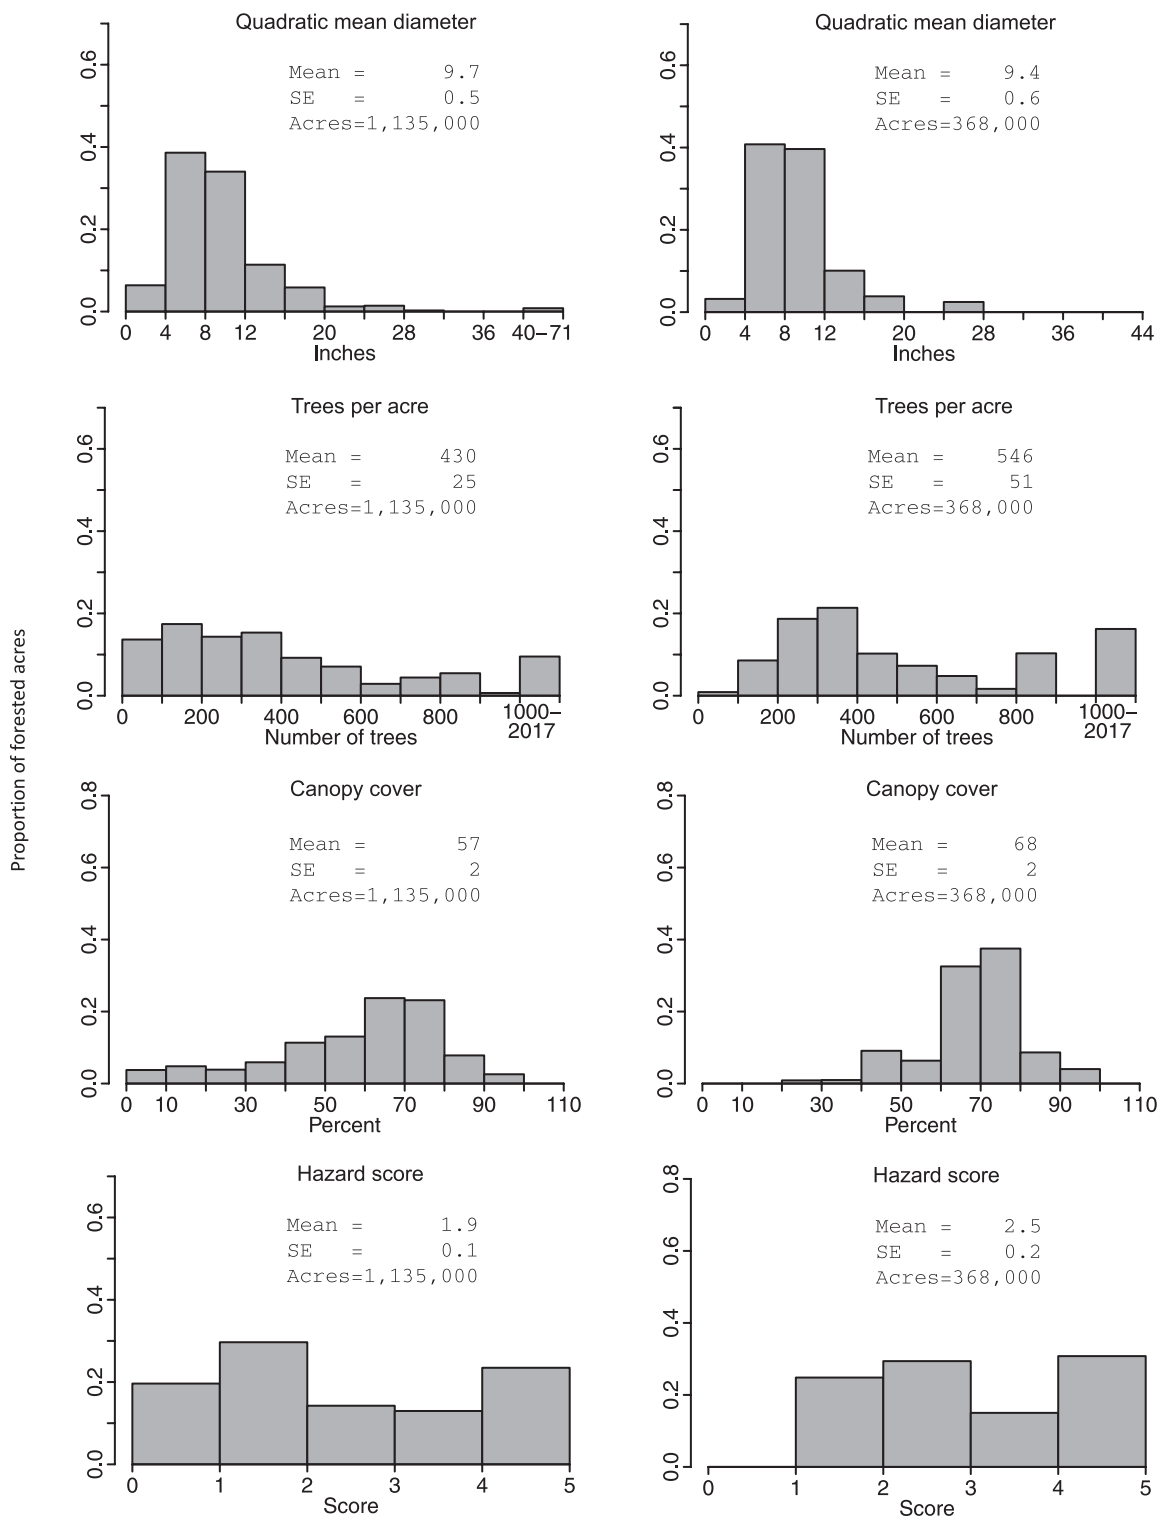 Proportion of forested acres
Quadratic mean diameter
Mean = 9.7
SE = 0.5
Acres=1,135,000
0.0 0.2 0.4 0.6
0 4 8 12 20 28 36 40–71
Inches
Quadratic mean diameter
Mean = 9.4
SE = 0.6
Acres=368,000
0.0 0.2 0.4 0.6
0 4 8 12 20 28 36 44
Inches
Trees per acre
Mean = 430
SE = 25
Acres=1,135,000
0.0 0.2 0.4 0.6
0 200 400 600 800 1000–
2017
Number of trees
Trees per acre
Mean = 546
SE = 51
Acres=368,000
0.0 0.2 0.4 0.6
0 200 400 600 800 1000–
2017
Number of trees
Canopy cover
Mean = 57
SE = 2
Acres=1,135,000
0.0 0.2 0.4 0.6 0.8
0 10 30 50 70 90 110
Percent
Canopy cover
Mean = 68
SE = 2
Acres=368,000
0.0 0.2 0.4 0.6 0.8
0 10 30 50 70 90 110
Percent
Hazard score
Mean = 1.9
SE = 0.1
Acres=1,135,000
0.0 0.2 0.4 0.6
0 1 2 3 4 5
Score
Hazard score
Mean = 2.5
SE = 0.2
Acres=368,000
0.0 0.2 0.4 0.6 0.8
0 1 2 3 4 5
Score